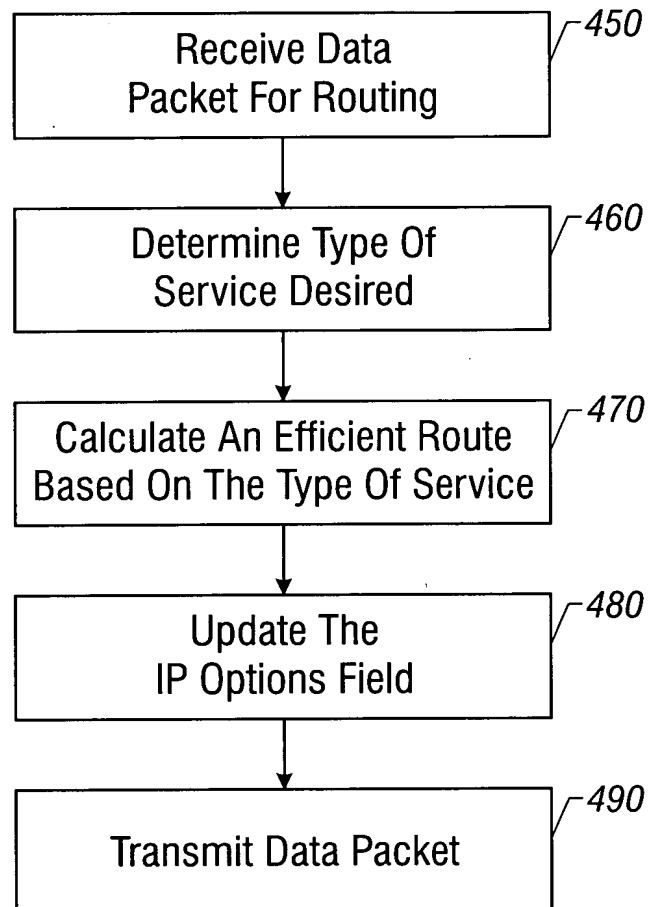 450
Receive Data
Packet For Routing
460
Determine Type Of
Service Desired
470
Calculate An Efficient Route
Based On The Type Of Service
480
Update The
IP Options Field
490
Transmit Data Packet